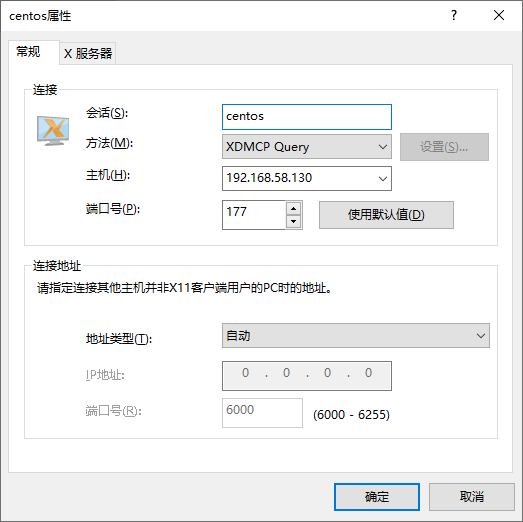 centos属性
?
常规
X 服务器
连接
会话(S):
centos
方法(M):
XDMCP Query
设置(S)...
主机(H):
192.168.58.130
端口号(P):
177
使用默认值(D)
连接地址
请指定连接其他主机并非X11客户端用户的PC时的地址。
地址类型(T):
自动
IP地址:
0 . 0 . 0 . 0
端口号(R):
6000
(6000 - 6255)
确定
取消